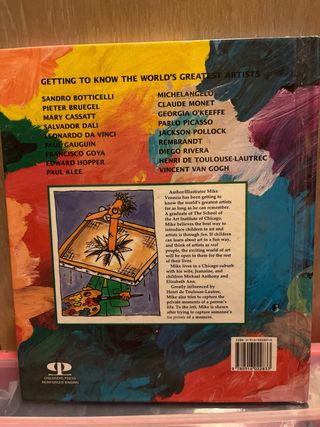 GETTING TO KNOW THE WORLD'S GREATEST ARTISTS
SANDRO BOTTICELLI
PIETER BRUEGEL
MARY CASSATT
SALVADOR DALI
LEONARDO DA VINCI
PAUL GAUGUIN
FRANCISCO GOYA
EDWARD HOPPER
PAUL KLEE
MICHELANGELO
CLAUDE MONET
GEORGIA O'KEEFFE
PABLO PICASSO
JACKSON POLLOCK
REMBRANDT
DIEGO RIVERA
HENRI DE TOULOUSE-LAUTREC
VINCENT VAN GOGH
Author/Illustrator Mike
Venezia has been getting to
know the world's greatest artists
for as long as he can remember.
A graduate of The School of
the Art Institute of Chicago,
Mike believes the best way to
introduce children to art and
artists is through fun. If children
can learn about art in a fun way,
and think of artists as real
people, the exciting world of art
will be open to them for the rest
of their lives.
Mike lives in a Chicago suburb
with his wife, Jeannine, and
children Michael Anthony and
Elizabeth Ann.
Greatly influenced by
Henri de Toulouse-Lautrec,
Mike also tries to capture the
private moments of a person's
life. To the left, Mike is shown
after trying to capture someone's
too private of a moment.
CHILDRENS PRESS
REINFORCED BINDING